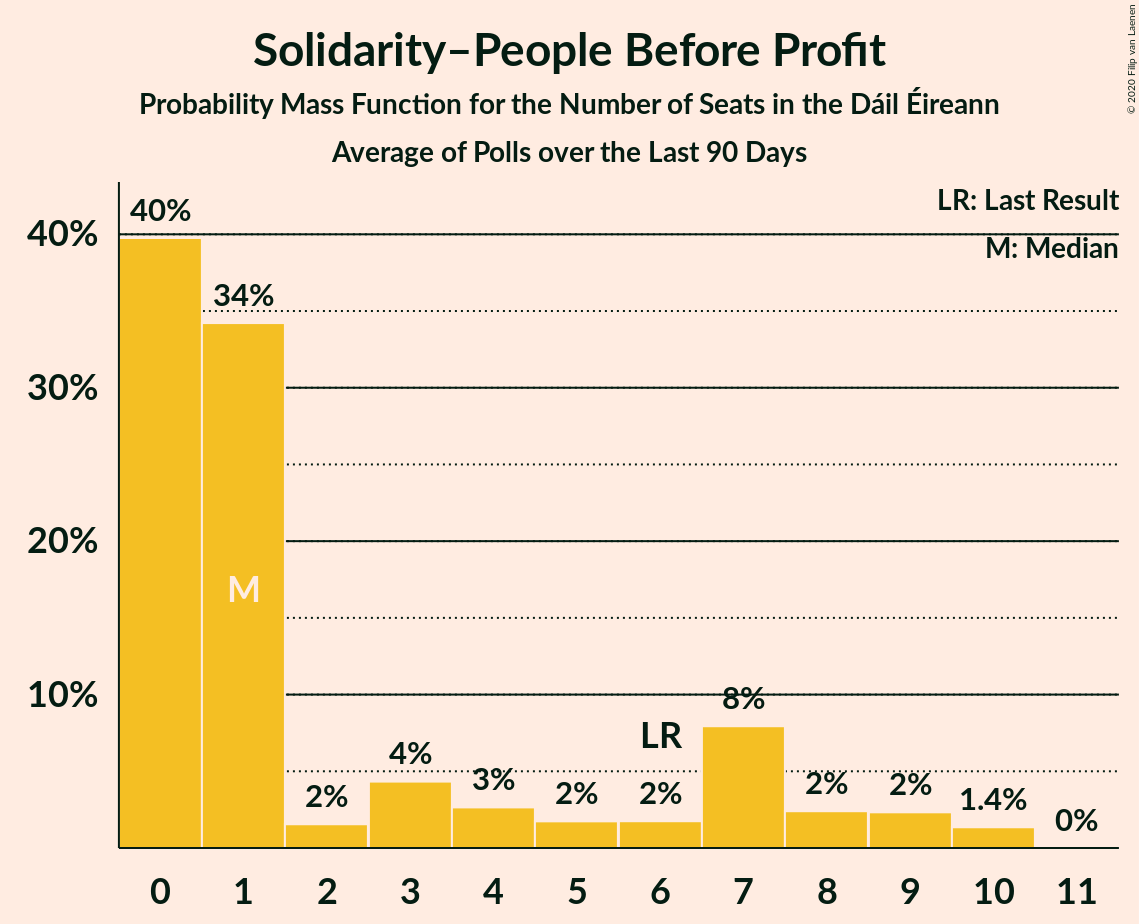 Solidarity–People Before Profit
Probability Mass Function for the Number of Seats in the Dáil Éireann
Average of Polls over the Last 90 Days
© 2020 Filip van Laenen
LR: Last Result
M: Median
40%
30%
20%
10%
40%
34%
M
2%
4%
3%
2%
LR
2%
8%
2%
2%
1.4%
0%
0 1 2 3 4 5 6 7 8 9 10 11